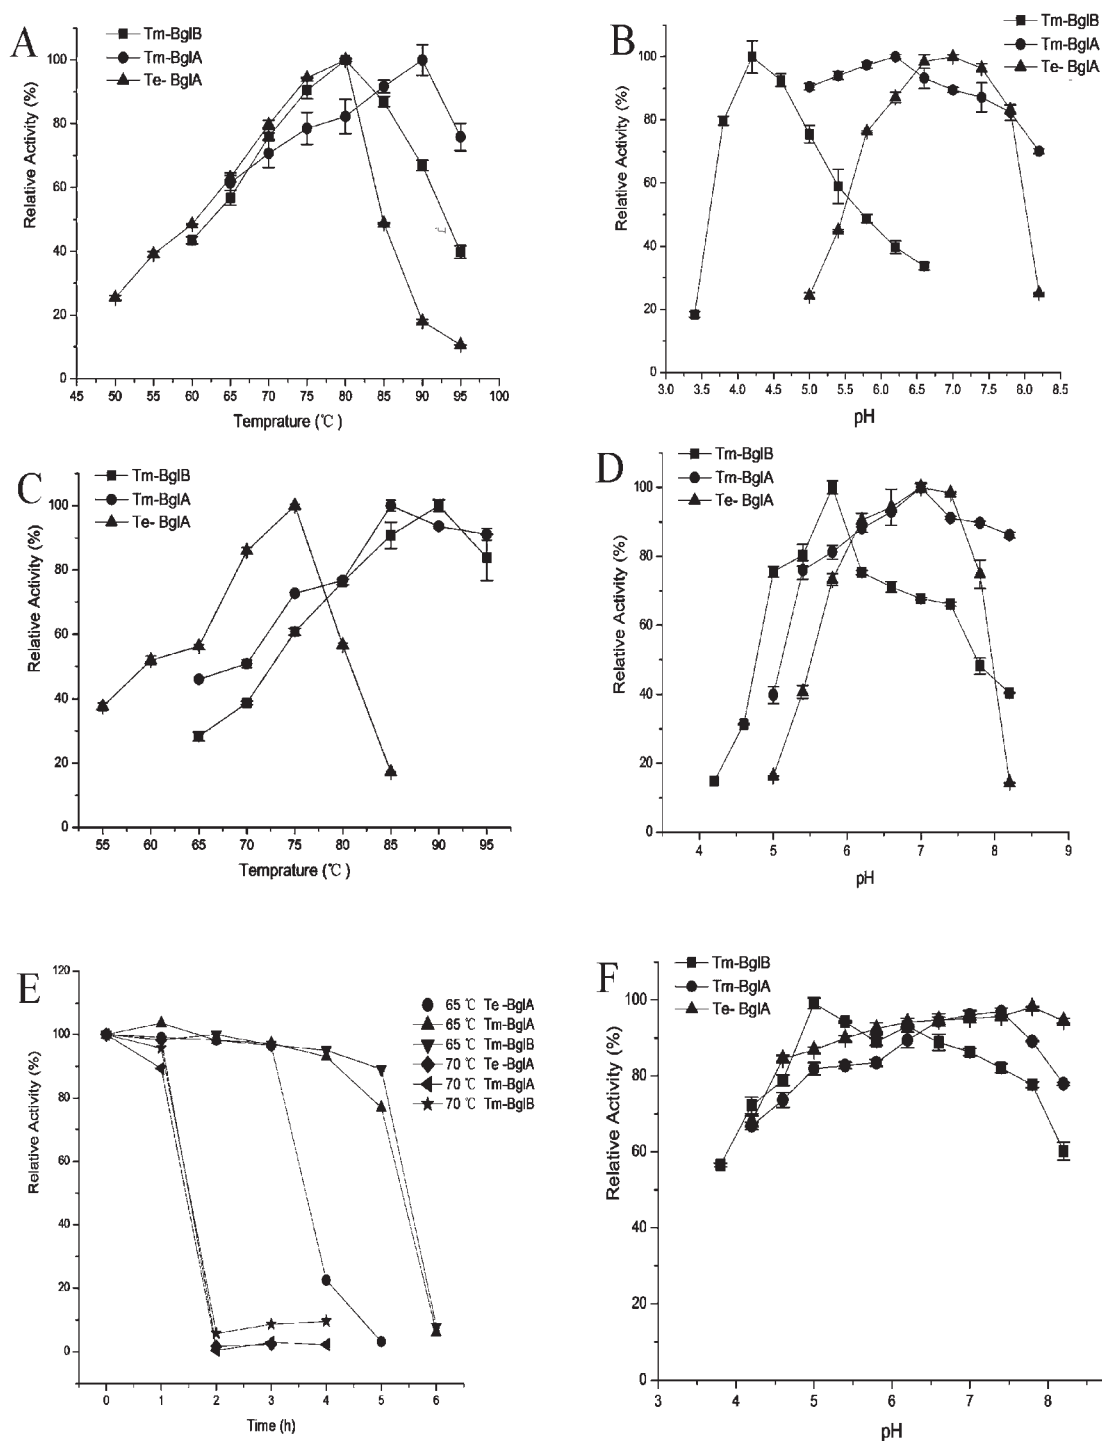 A
Tm-BglB
Tm-BglA
Te- BglA
Relative Activity (%)
100
80
60
40
20
0
45 50 55 60 65 70 75 80 85 90 95 100
Temprature (℃)
B
Tm-BglB
Tm-BglA
Te- BglA
Relative Activity (%)
100
80
60
40
20
0
3.0 3.5 4.0 4.5 5.0 5.5 6.0 6.5 7.0 7.5 8.0 8.5
pH
C
Tm-BglB
Tm-BglA
Te- BglA
Relative Activity (%)
100
80
60
40
20
0
55 60 65 70 75 80 85 90 95
Temprature (℃)
D
Tm-BglB
Tm-BglA
Te- BglA
Relative Activity (%)
100
80
60
40
20
0
4 5 6 7 8 9
pH
E
65 ℃ Te -BglA
65 ℃ Tm-BglA
65 ℃ Tm-BglB
70 ℃ Te -BglA
70 ℃ Tm-BglA
70 ℃ Tm-BglB
Relative Activity (%)
120
100
80
60
40
20
0
0 1 2 3 4 5 6
Time (h)
F
Tm-BglB
Tm-BglA
Te- BglA
Relative Activity (%)
100
80
60
40
20
0
3 4 5 6 7 8
pH